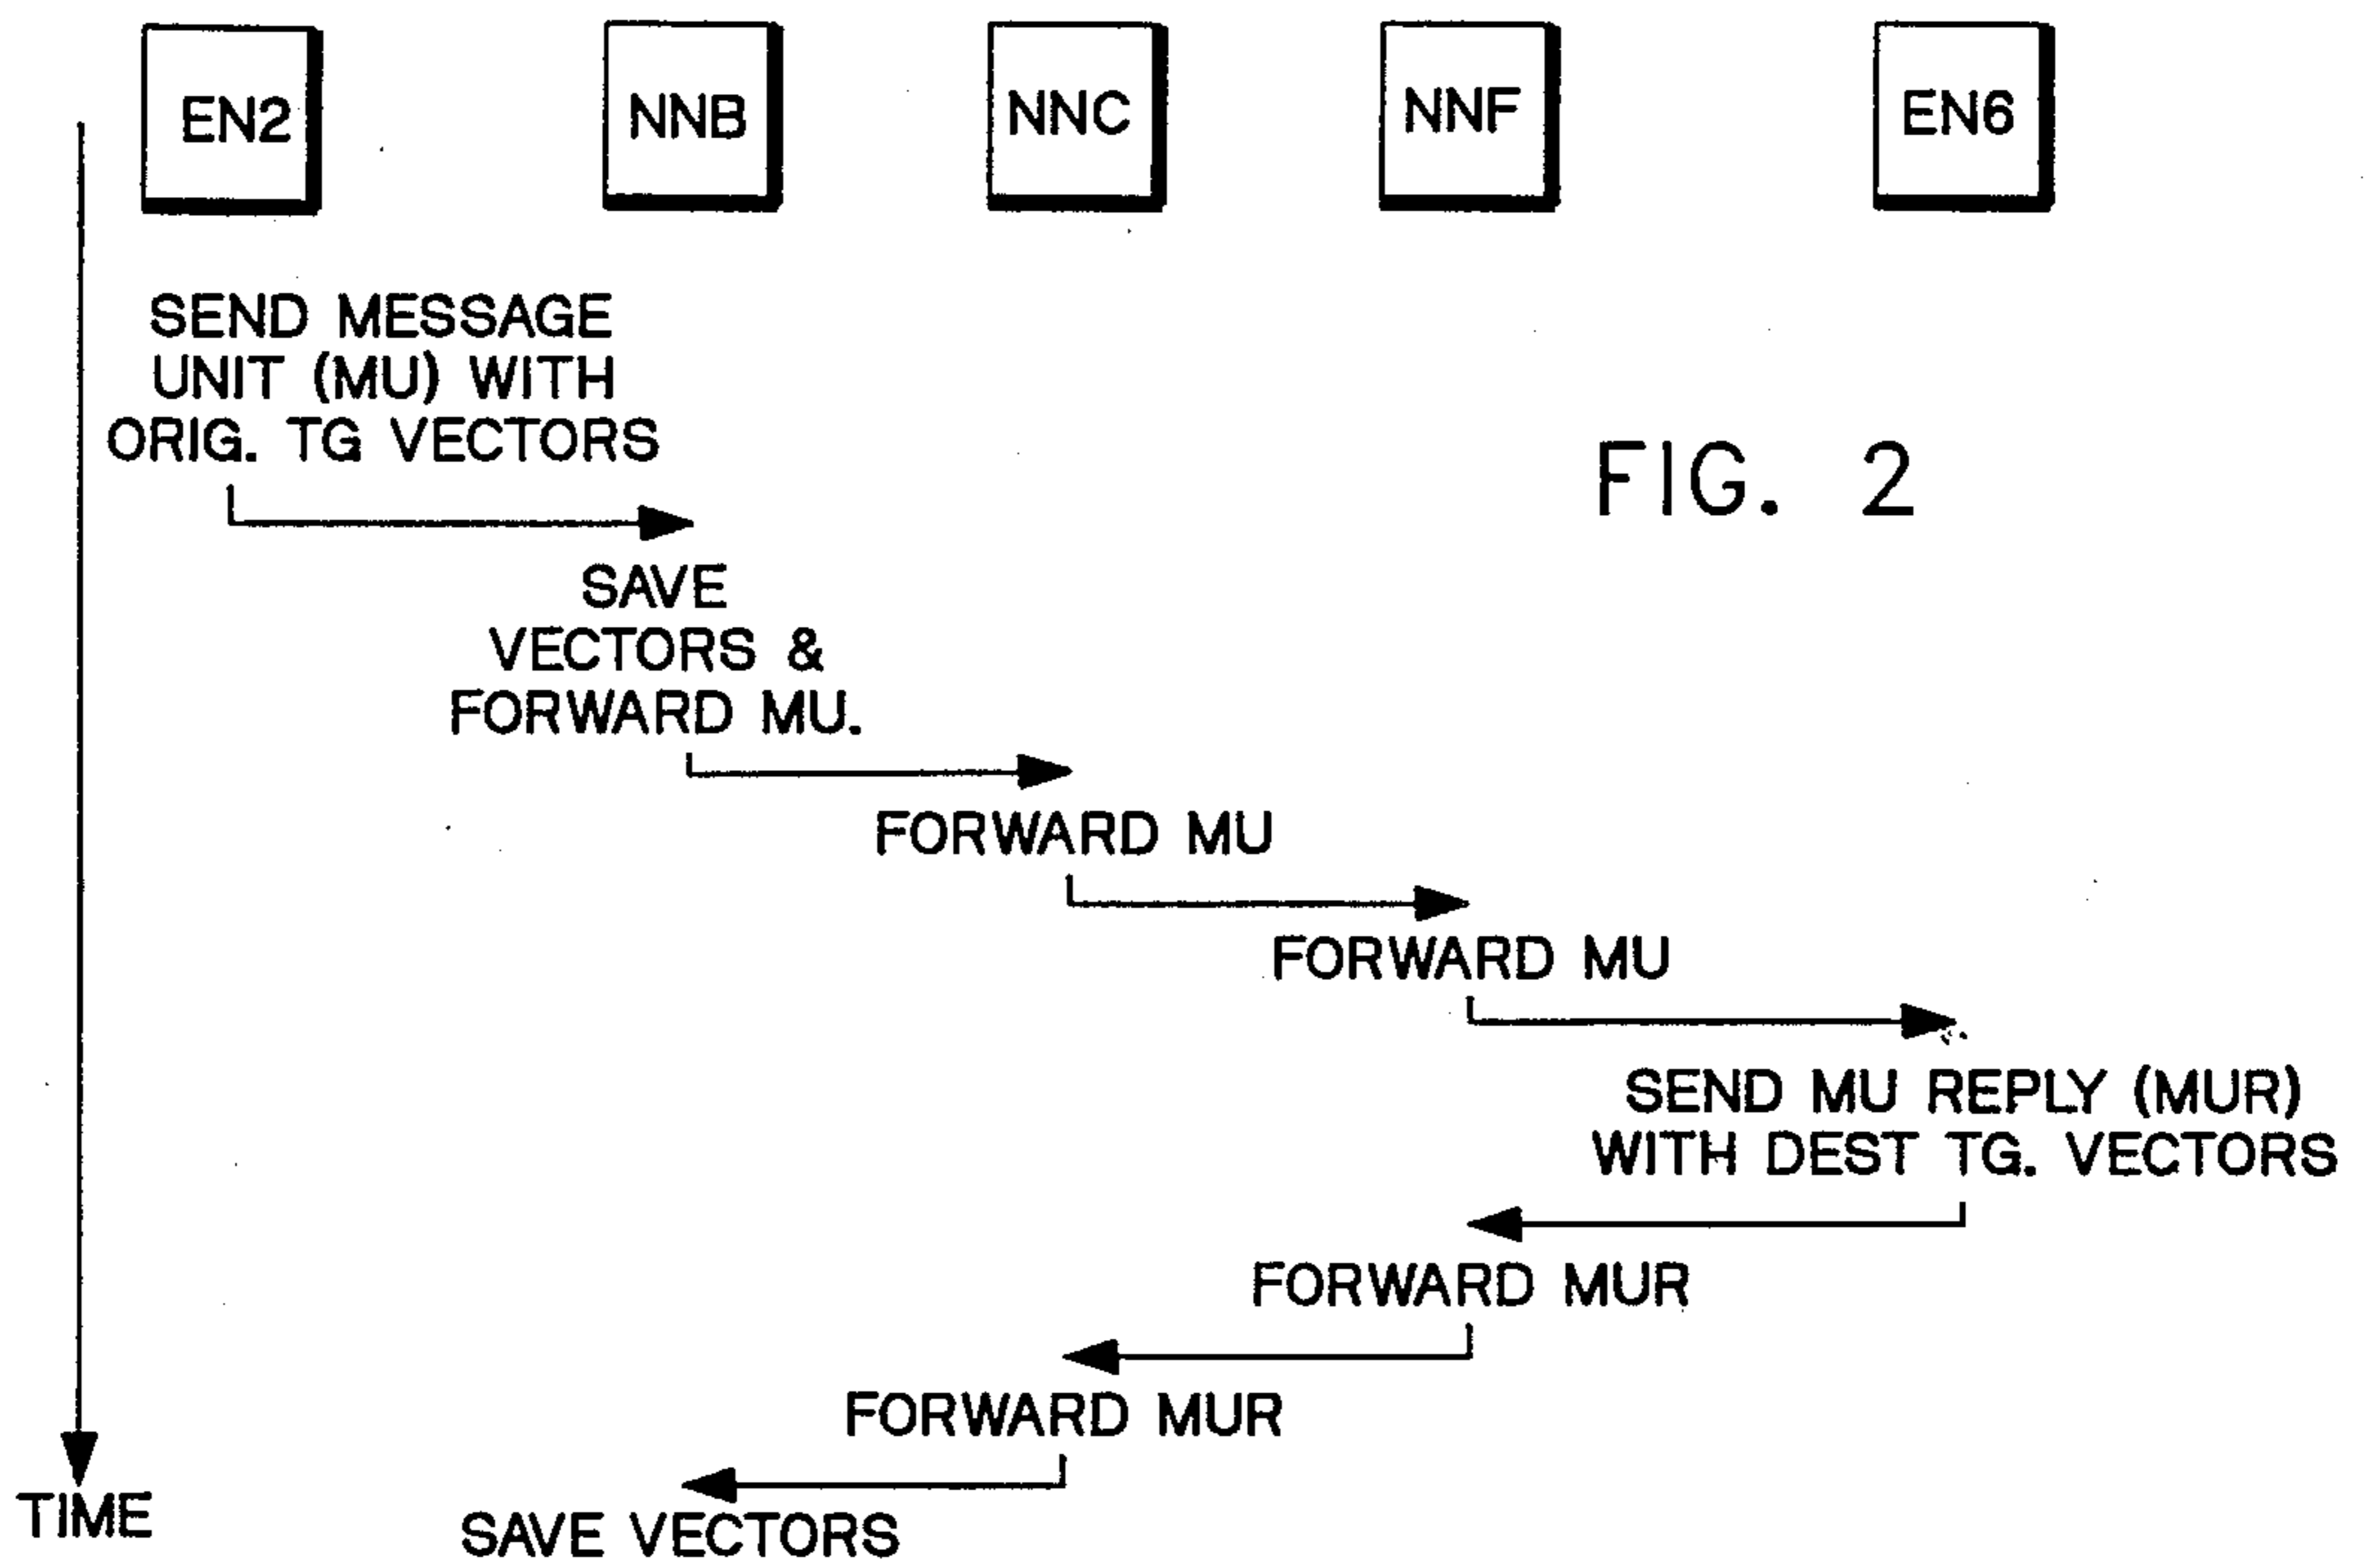 EN2
NNB
NNC
NNF
EN6
SEND MESSAGE
UNIT (MU) WITH
ORIG. TG VECTORS
FIG. 2
SAVE
VECTORS &
FORWARD MU.
FORWARD MU
FORWARD MU
SEND MU REPLY (MUR)
WITH DEST TG. VECTORS
FORWARD MUR
FORWARD MUR
TIME
SAVE VECTORS